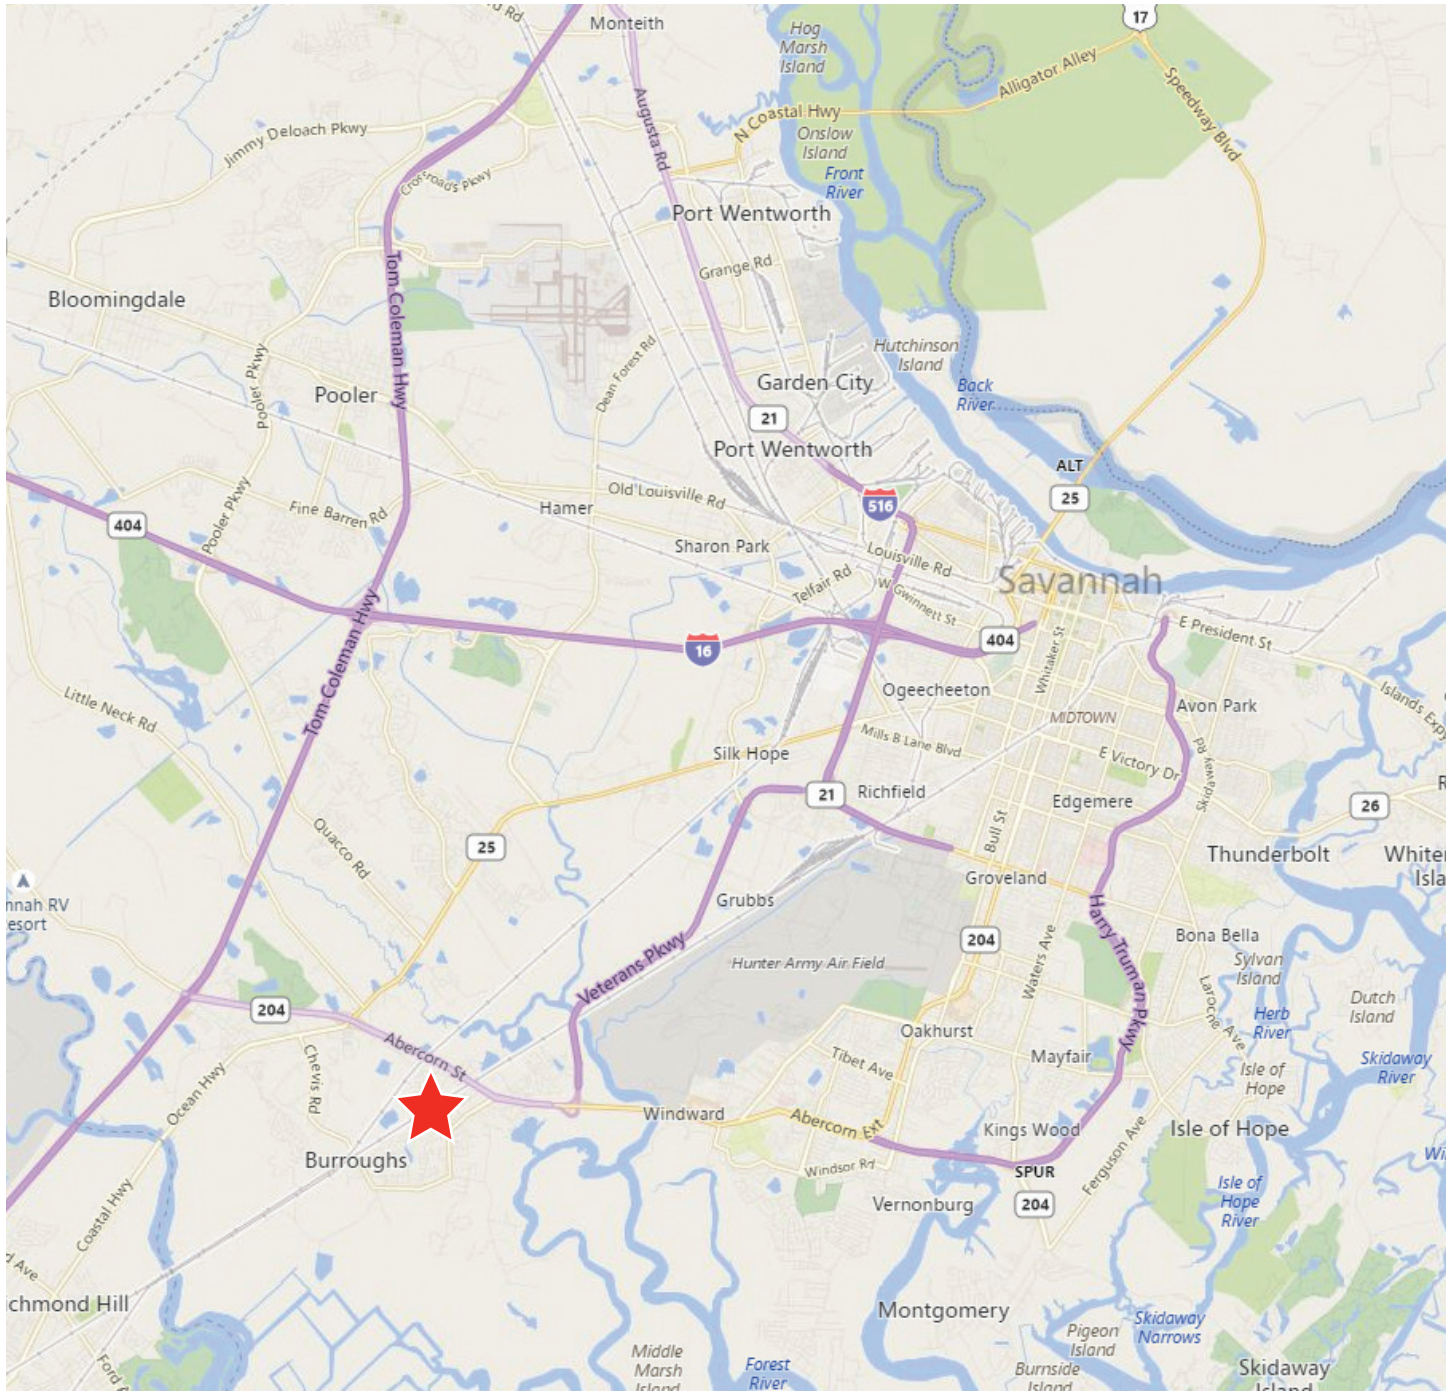 17
Rd
Monteith
Hog
Marsh
Island
Alligator Alley
Speedway Blvd
Augusta Rd
N Coastal Hwy
Jimmy Deloach Pkwy
Onslow
Island
Crossroads Pkwy
Front
River
Port Wentworth
Grange Rd
Tom Coleman Hwy
Bloomingdale
Dean Forest Rd
Hutchinson
Island
Pooler Pkwy
Pooler
Garden City
Back
River
21
Port Wentworth
ALT
25
Old Louisville Rd
516
Hamer
Fine Barren Rd
404
Pooler Pkwy
Sharon Park
Louisville Rd
Savannah
Telfair Rd
W Gwinnett St
Tom Coleman Hwy
16
404
E President St
Whitaker St
Ogeecheeton
Islands Expy
Little Neck Rd
Avon Park
MIDTOWN
Mills B Lane Blvd
Silk Hope
E Victory Dr
Skidaway Rd
21
Richfield
Edgemere
26
R
Bull St
Quacco Rd
25
Thunderbolt
Whitem
Isla
Groveland
nnah RV
esort
Grubbs
Harry Truman Pkwy
204
Bona Bella
Waters Ave
Veterans Pkwy
Hunter Army Air Field
Sylvan
Island
Laroche Ave
Dutch
Island
204
Herb
River
Oakhurst
Abercorn St
Mayfair
Tibet Ave
Skidaway
River
Isle of
Hope
Chevis Rd
Ocean Hwy
Windward
Abercorn Ext
Kings Wood
Ferguson Ave
Isle of Hope
Burroughs
Windsor Rd
SPUR
204
Wi
Isle of
Hope
River
Vernonburg
Coastal Hwy
d Ave
ichmond Hill
Montgomery
Skidaway
Narrows
Pigeon
Island
Middle
Marsh
Island
Forest
River
Burnside
Island
Skidaway
Island
Ford A